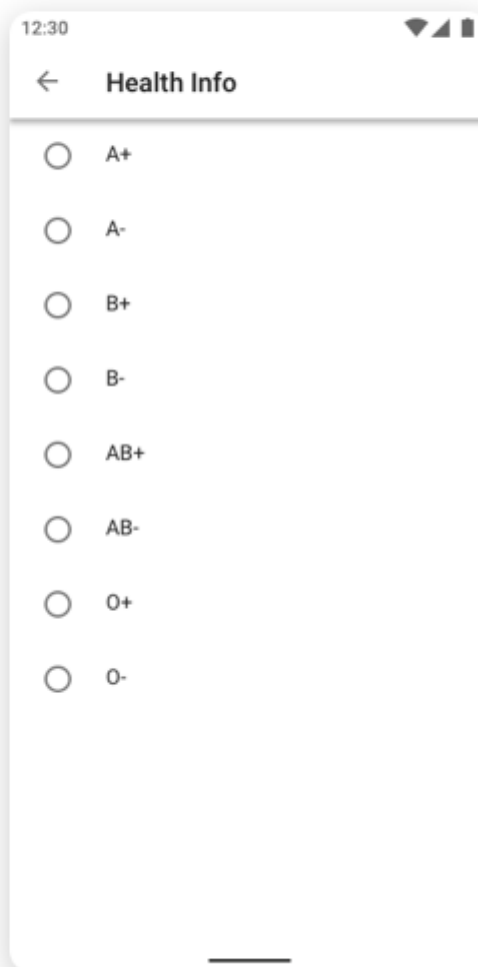 12:30
Health Info
A+
A-
B+
B-
AB+
AB-
O+
O-